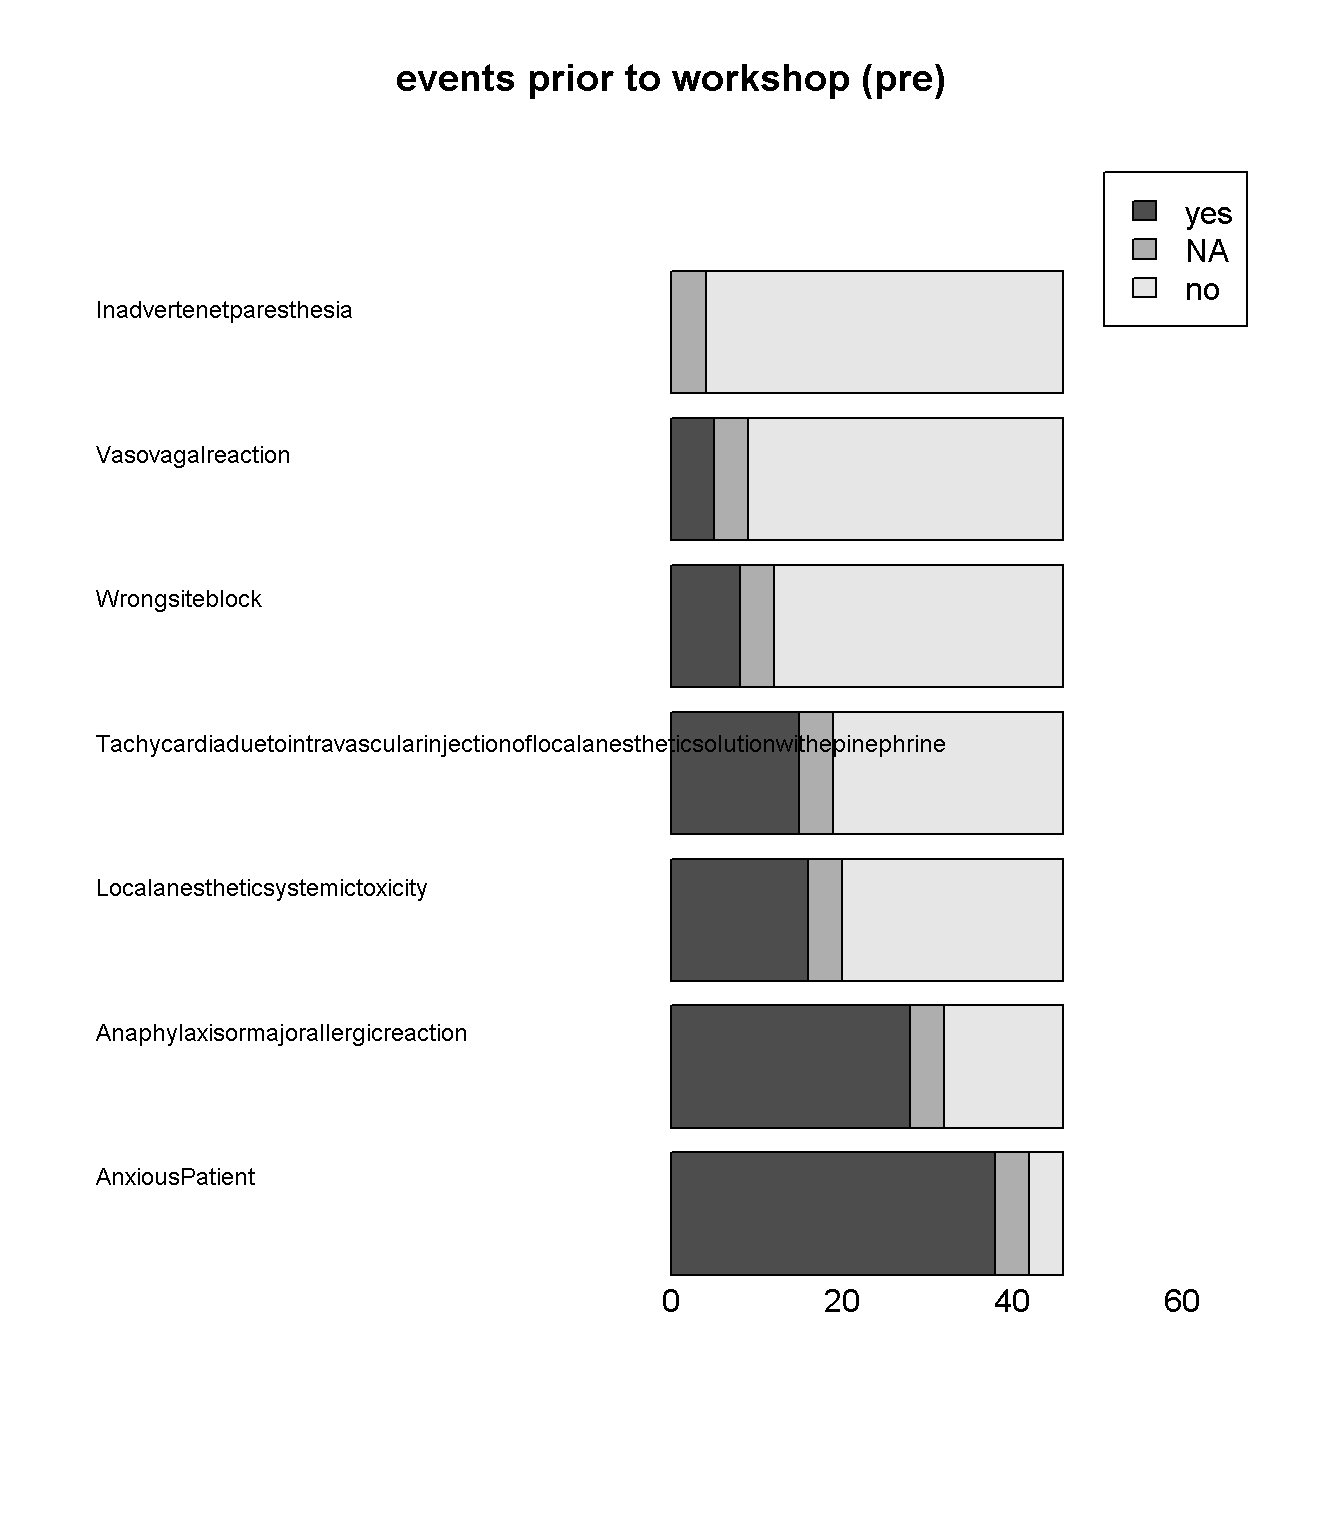 events prior to workshop (pre)
yes
NA
no
Inadvertenetparesthesia
Vasovagalreaction
Wrongsiteblock
Tachycardiaduetointravascularinjectionoflocalanestheticsolutionwithepinephrine
Localanestheticsystemictoxicity
Anaphylaxisormajorallergicreaction
AnxiousPatient
0 20 40 60